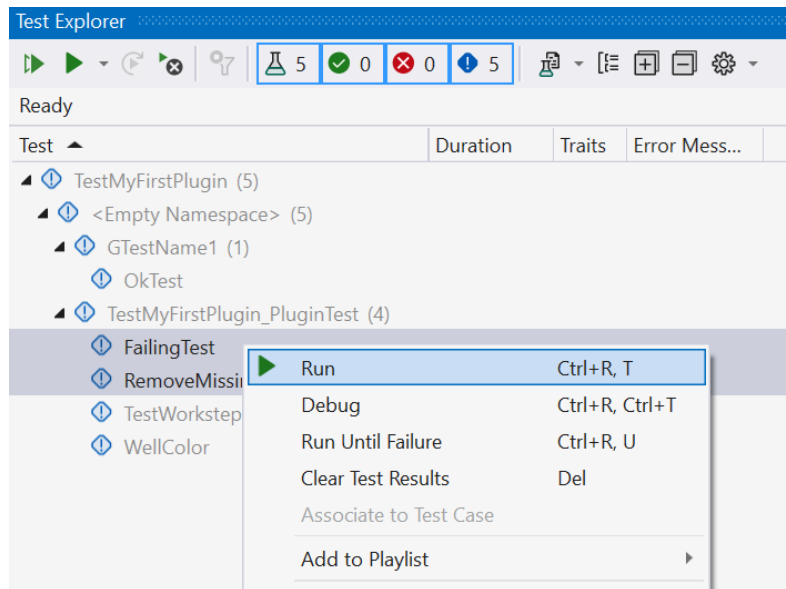 Test Explorer
5 0 0 5
Ready
Test Duration Traits Error Mess...
TestMyFirstPlugin (5)
<Empty Namespace> (5)
GTestName1 (1)
OkTest
TestMyFirstPlugin_PluginTest (4)
FailingTest
Run Ctrl+R, T
RemoveMissi
Debug Ctrl+R, Ctrl+T
TestWorkstep
Run Until Failure Ctrl+R, U
WellColor
Clear Test Results Del
Associate to Test Case
Add to Playlist